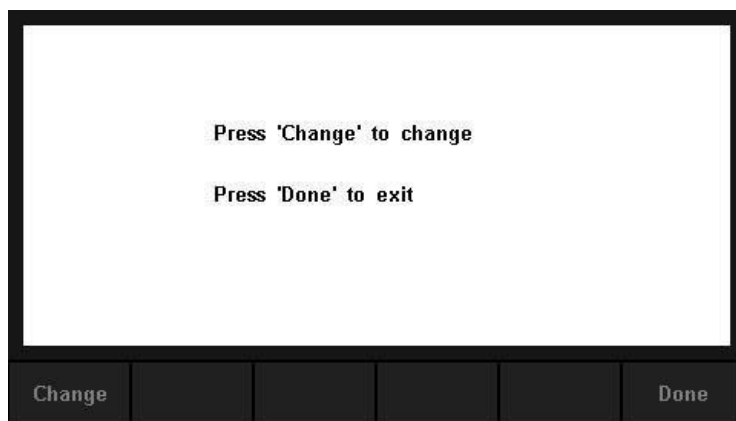 Press 'Change' to change
Press 'Done' to exit
Change
Done